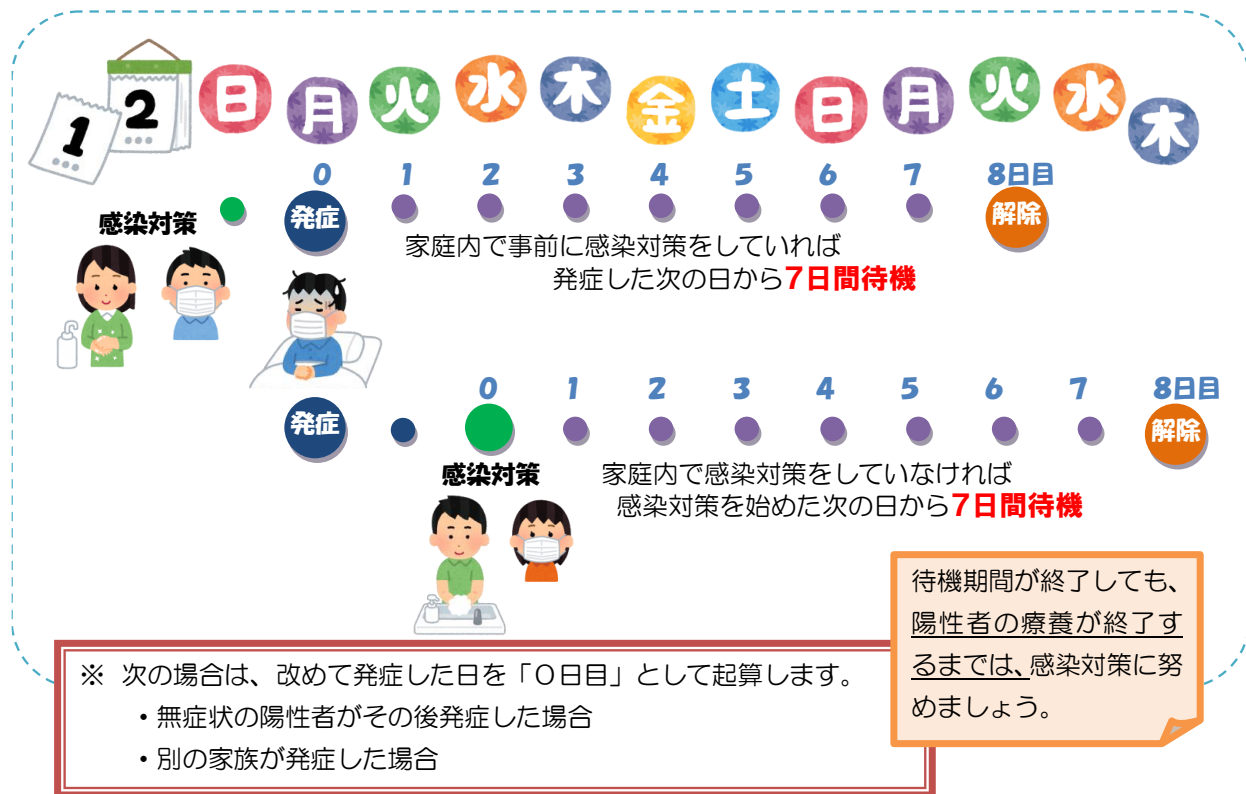 1 2 日 月 火 水 木 金 土 日 月 火 水 木
0 1 2 3 4 5 6 7 8日目
発症 解除
感染対策
家庭内で事前に感染対策をしていれば
発症した次の日から7日間待機
0 1 2 3 4 5 6 7 8日目
発症 解除
感染対策
家庭内で感染対策をしていなければ
感染対策を始めた次の日から7日間待機
待機期間が終了しても、
陽性者の療養が終了す
るまでは、感染対策に努
めましょう。
※ 次の場合は、改めて発症した日を「０日目」として起算します。
・無症状の陽性者がその後発症した場合
・別の家族が発症した場合